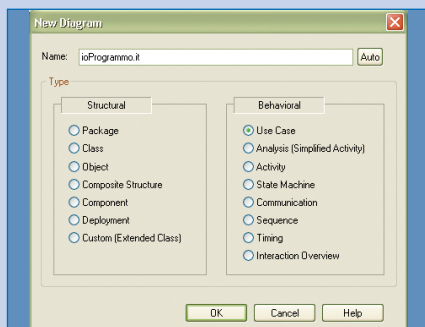 New Diagram
Name: ioProgrammo.it Auto
Type
Structural
Package
Class
Object
Composite Structure
Component
Deployment
Custom (Extended Class)
Behavioral
Use Case
Analysis (Simplified Activity)
Activity
State Machine
Communication
Sequence
Timing
Interaction Overview
OK Cancel Help